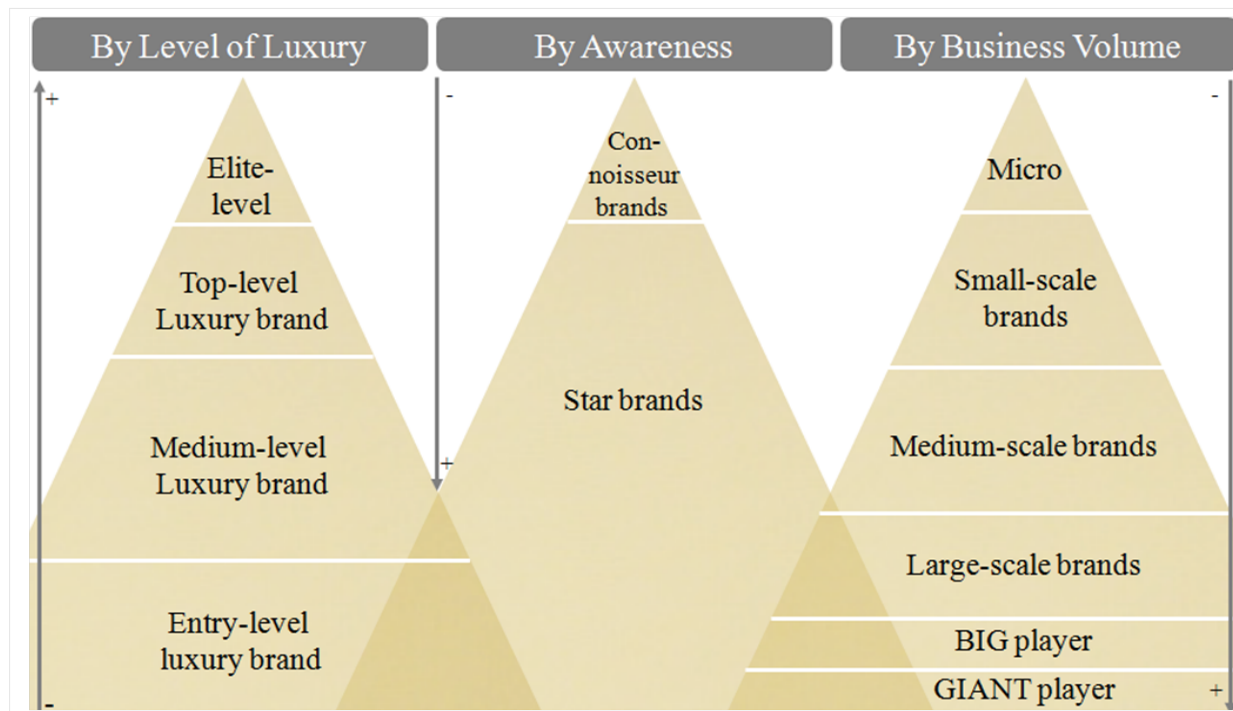 By Level of Luxury
By Awareness
By Business Volume
+
-
-
Elite-
level
Top-level
Luxury brand
Medium-level
Luxury brand
Entry-level
luxury brand
-
Con-
noisseur
brands
Star brands
+
Micro
Small-scale
brands
Medium-scale brands
Large-scale brands
BIG player
GIANT player
+